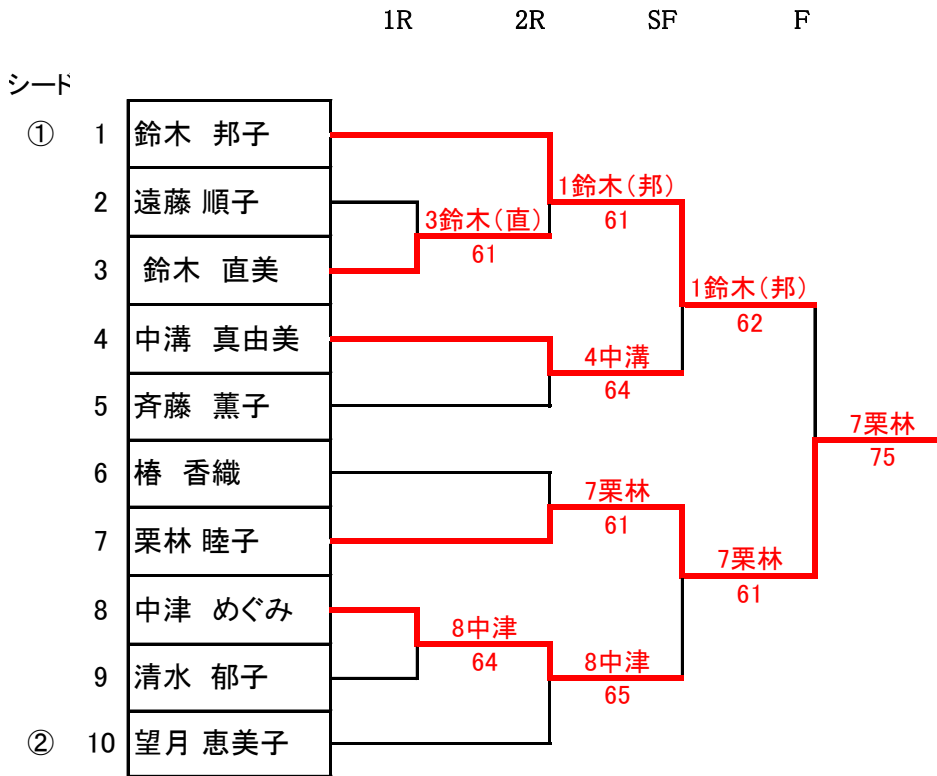 1R 2R SF F
シード
① 1 鈴木 邦子
1鈴木(邦)
2 遠藤 順子
3鈴木(直) 61
61
3 鈴木 直美
1鈴木(邦)
62
4 中溝 真由美
4中溝
64
5 斉藤 薫子
7栗林
75
6 椿 香織
7栗林
61
7 栗林 睦子
7栗林
61
8 中津 めぐみ
8中津
64
8中津
65
9 清水 郁子
② 10 望月 恵美子